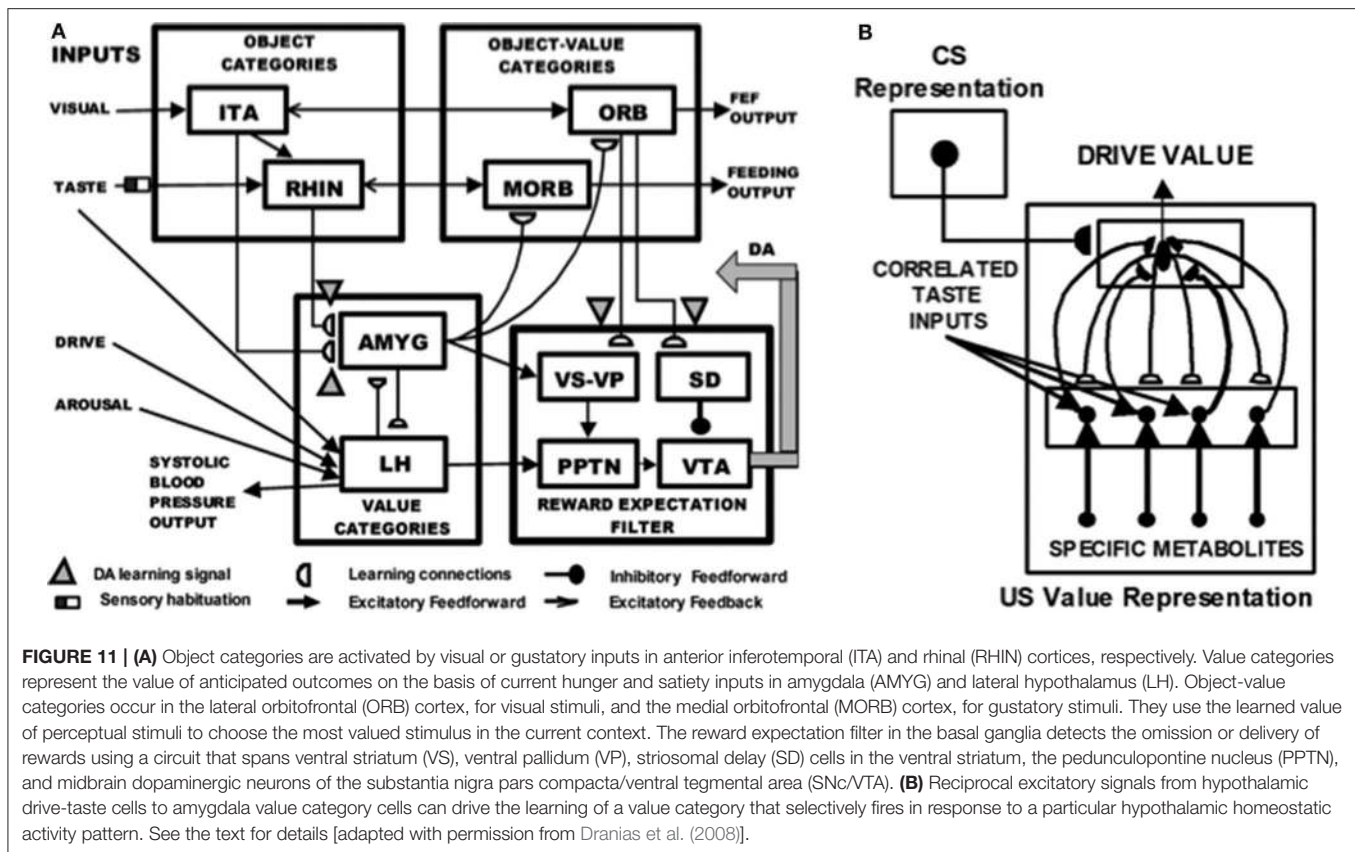 A
INPUTS
OBJECT
CATEGORIES
OBJECT-VALUE
CATEGORIES
VISUAL
ITA
ORB
FEF
OUTPUT
TASTE
RHIN
MORB
FEEDING
OUTPUT
DA
DRIVE
AMYG
VS-VP
SD
AROUSAL
LH
PPTN
VTA
SYSTOLIC
BLOOD
PRESSURE
OUTPUT
VALUE
CATEGORIES
REWARD EXPECTATION
FILTER
DA learning signal
Learning connections
Inhibitory Feedforward
Sensory habituation
Excitatory Feedforward
Excitatory Feedback
B
CS
Representation
DRIVE VALUE
CORRELATED
TASTE
INPUTS
SPECIFIC METABOLITES
US Value Representation
FIGURE 11 | (A) Object categories are activated by visual or gustatory inputs in anterior inferotemporal (ITA) and rhinal (RHIN) cortices, respectively. Value categories
represent the value of anticipated outcomes on the basis of current hunger and satiety inputs in amygdala (AMYG) and lateral hypothalamus (LH). Object-value
categories occur in the lateral orbitofrontal (ORB) cortex, for visual stimuli, and the medial orbitofrontal (MORB) cortex, for gustatory stimuli. They use the learned value
of perceptual stimuli to choose the most valued stimulus in the current context. The reward expectation filter in the basal ganglia detects the omission or delivery of
rewards using a circuit that spans ventral striatum (VS), ventral pallidum (VP), striosomal delay (SD) cells in the ventral striatum, the pedunculopontine nucleus (PPTN),
and midbrain dopaminergic neurons of the substantia nigra pars compacta/ventral tegmental area (SNc/VTA). (B) Reciprocal excitatory signals from hypothalamic
drive-taste cells to amygdala value category cells can drive the learning of a value category that selectively fires in response to a particular hypothalamic homeostatic
activity pattern. See the text for details [adapted with permission from Dranias et al. (2008)].